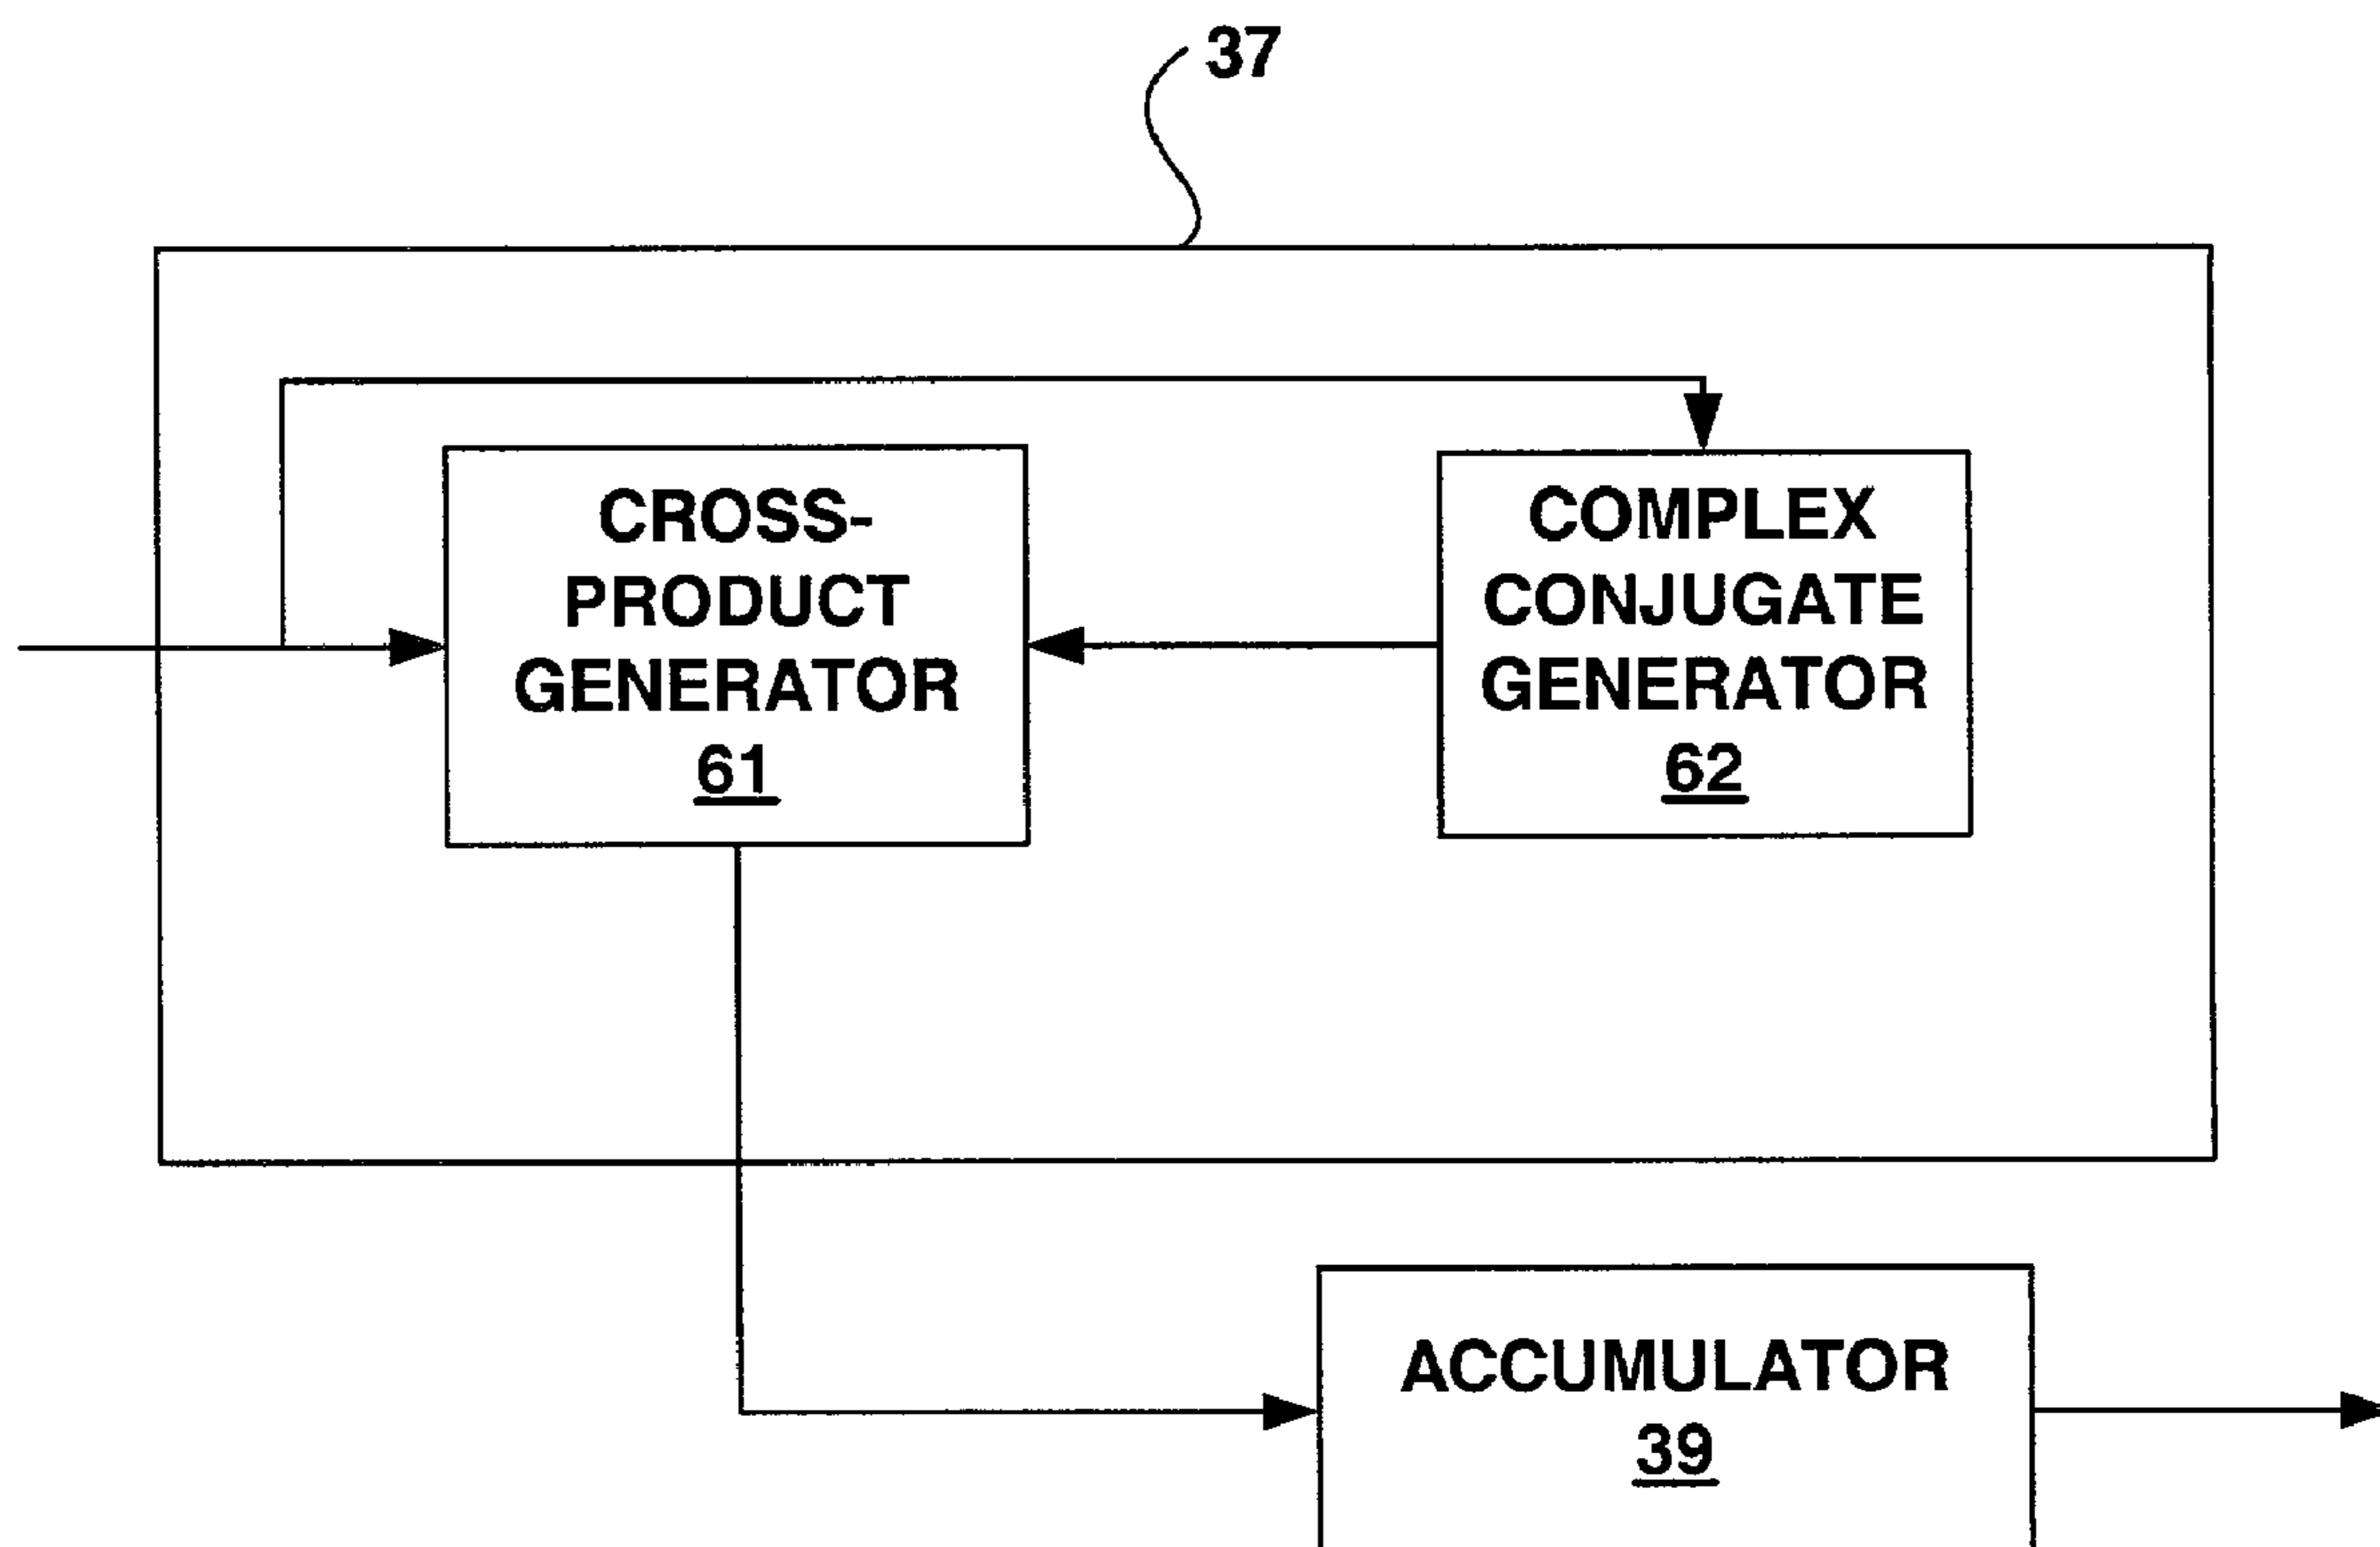 37
CROSS-
PRODUCT
GENERATOR
61
COMPLEX
CONJUGATE
GENERATOR
62
ACCUMULATOR
39